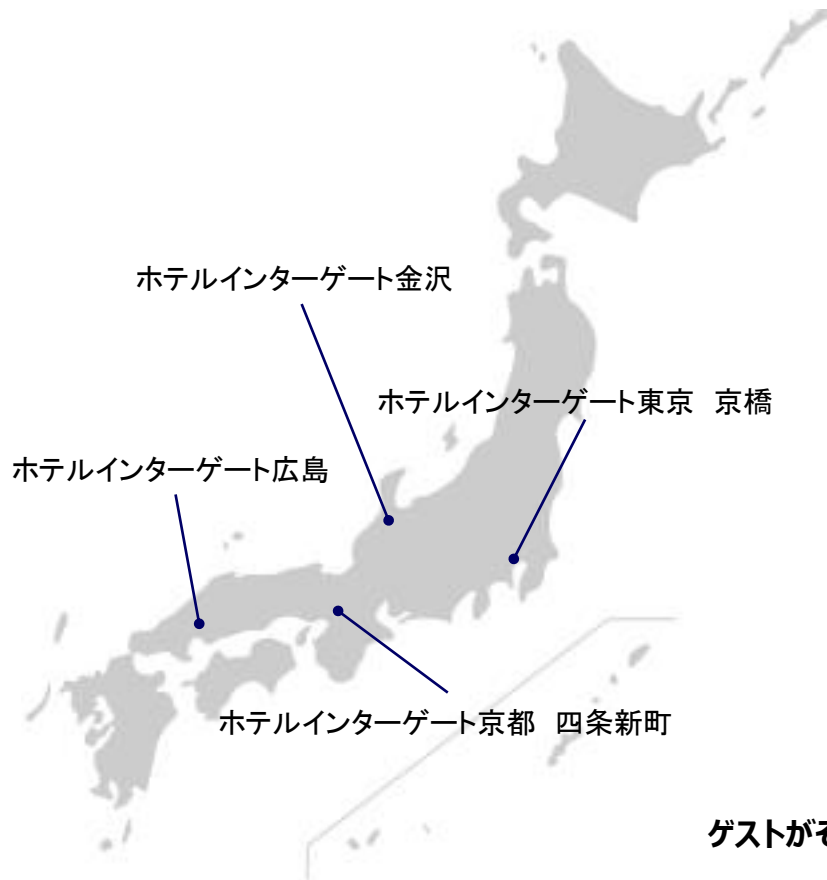 ホテルインターゲート金沢
ホテルインターゲート東京　京橋
ホテルインターゲート広島
ホテルインターゲート京都　四条新町
ゲストがそ